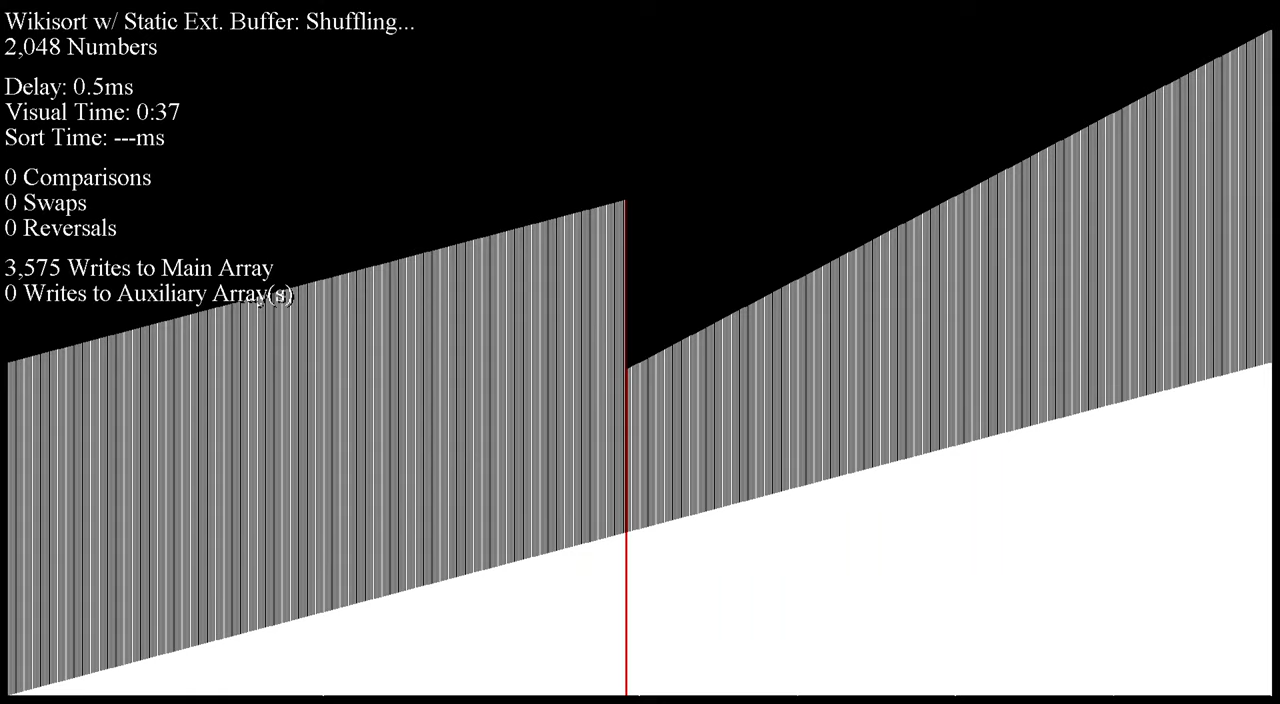 Wikisort w/ Static Ext. Buffer: Shuffling...
2,048 Numbers
Delay: 0.5ms
Visual Time: 0:37
Sort Time: ---ms
0 Comparisons
0 Swaps
0 Reversals
3,575 Writes to Main Array
0 Writes to Auxiliary Array(s)